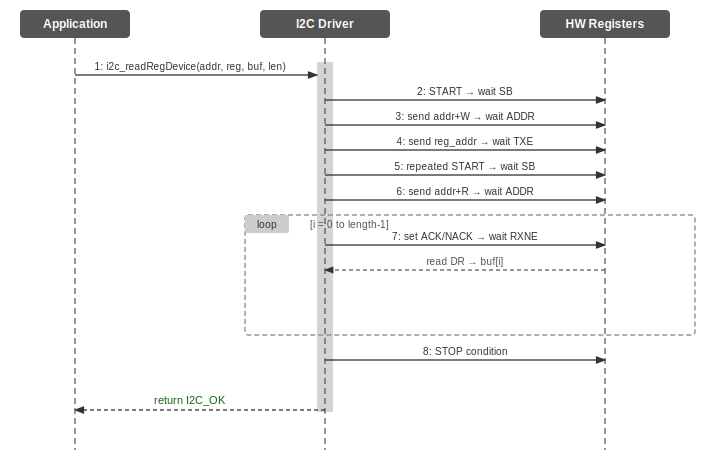 Application
I2C Driver
HW Registers
1: i2c_readRegDevice(addr, reg, buf, len)
2: START → wait SB
3: send addr+W → wait ADDR
4: send reg_addr → wait TXE
5: repeated START → wait SB
6: send addr+R → wait ADDR
loop
[i = 0 to length-1]
7: set ACK/NACK → wait RXNE
read DR → buf[i]
8: STOP condition
return I2C_OK